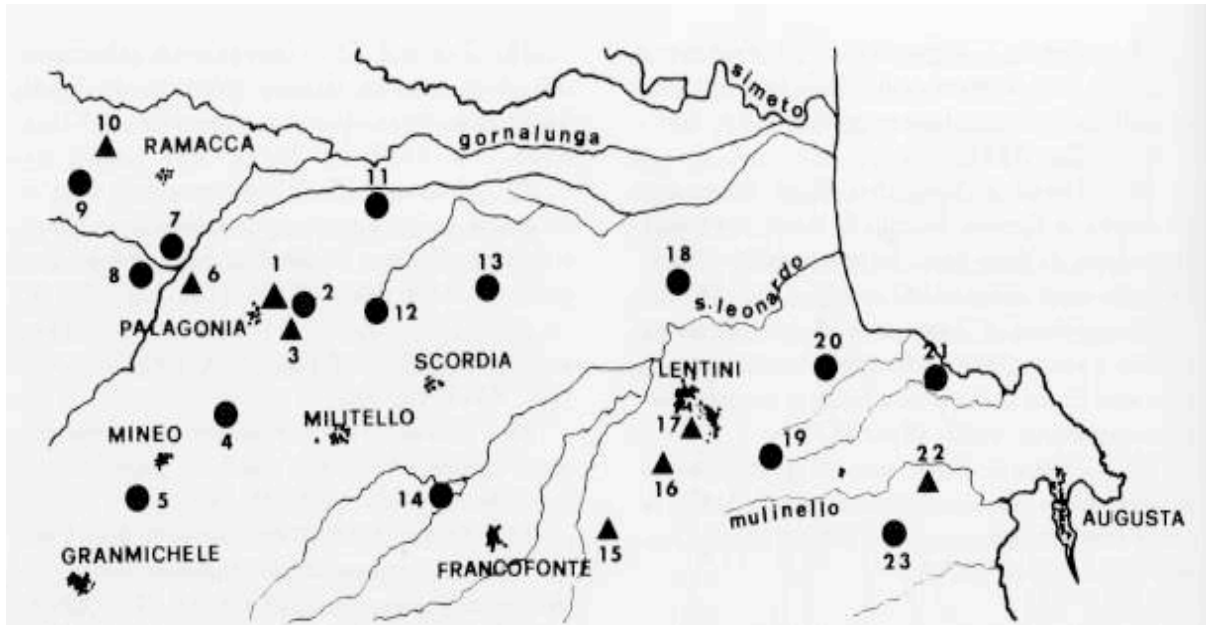 simeto
gornalunga
10
RAMACCA
11
9
7
8
6
1
2
13
18
s.leonardo
PALAGONIA
3
12
SCORDIA
20
21
LENTINI
4
MILITELLO
17
MINEO
19
22
16
5
14
mulinello
AUGUSTA
GRANMICHELE
FRANCOFONTE
15
23